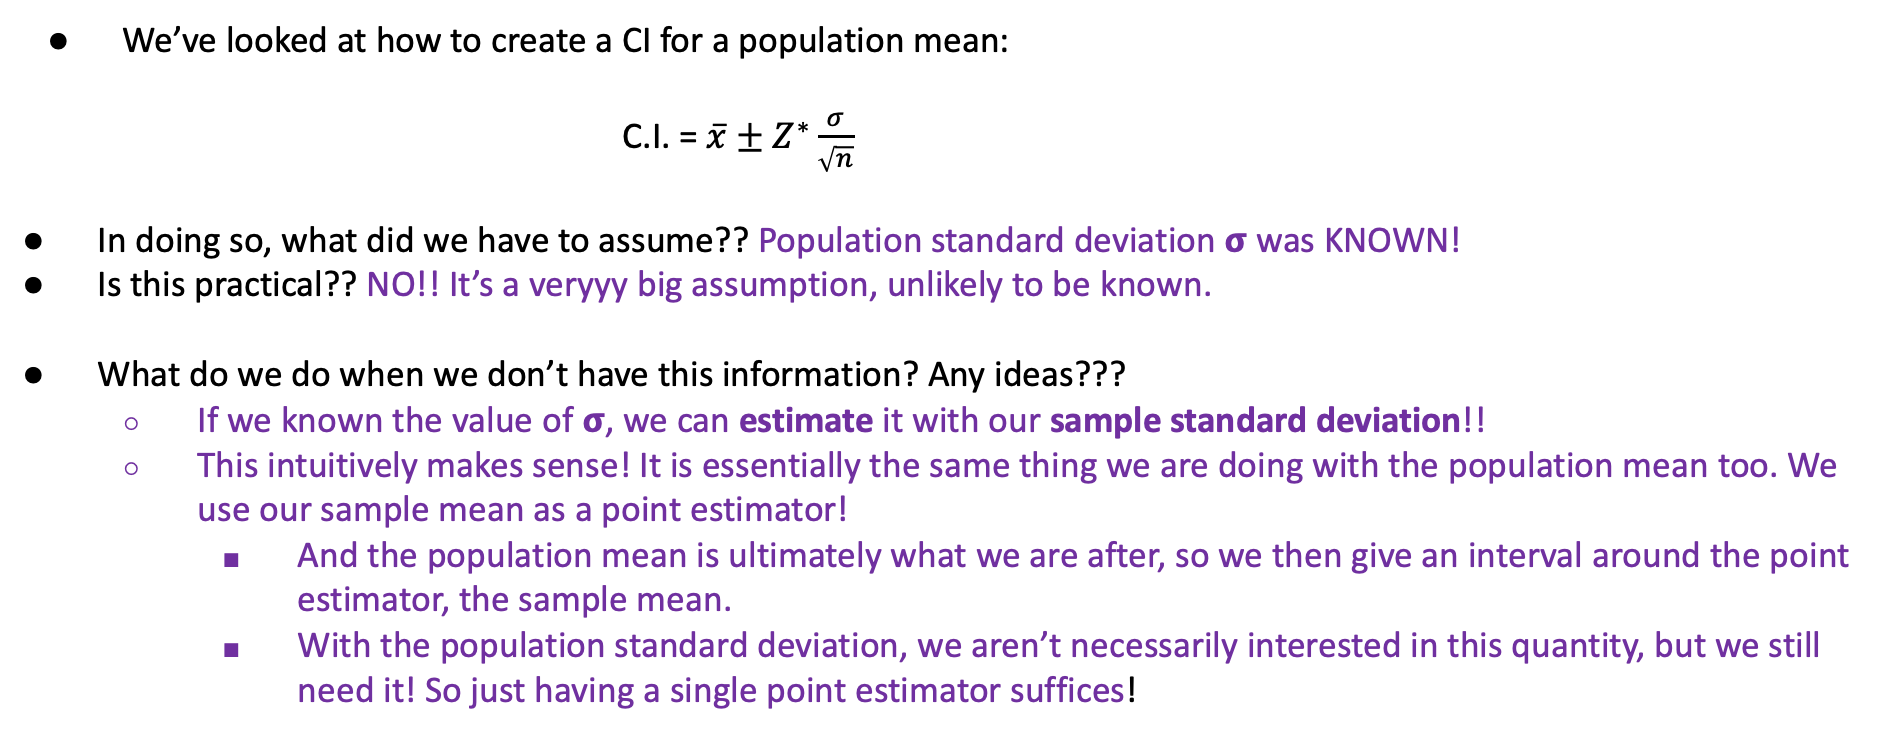 ● We’ve looked at how to create a CI for a population mean:
C.I. = x̄ ± Z* σ/√n
● In doing so, what did we have to assume?? Population standard deviation σ was KNOWN!
● Is this practical?? NO!! It’s a veryyy big assumption, unlikely to be known.
● What do we do when we don’t have this information? Any ideas???
○ If we known the value of σ, we can estimate it with our sample standard deviation!!
○ This intuitively makes sense! It is essentially the same thing we are doing with the population mean too. We
use our sample mean as a point estimator!
■ And the population mean is ultimately what we are after, so we then give an interval around the point
estimator, the sample mean.
■ With the population standard deviation, we aren’t necessarily interested in this quantity, but we still
need it! So just having a single point estimator suffices!